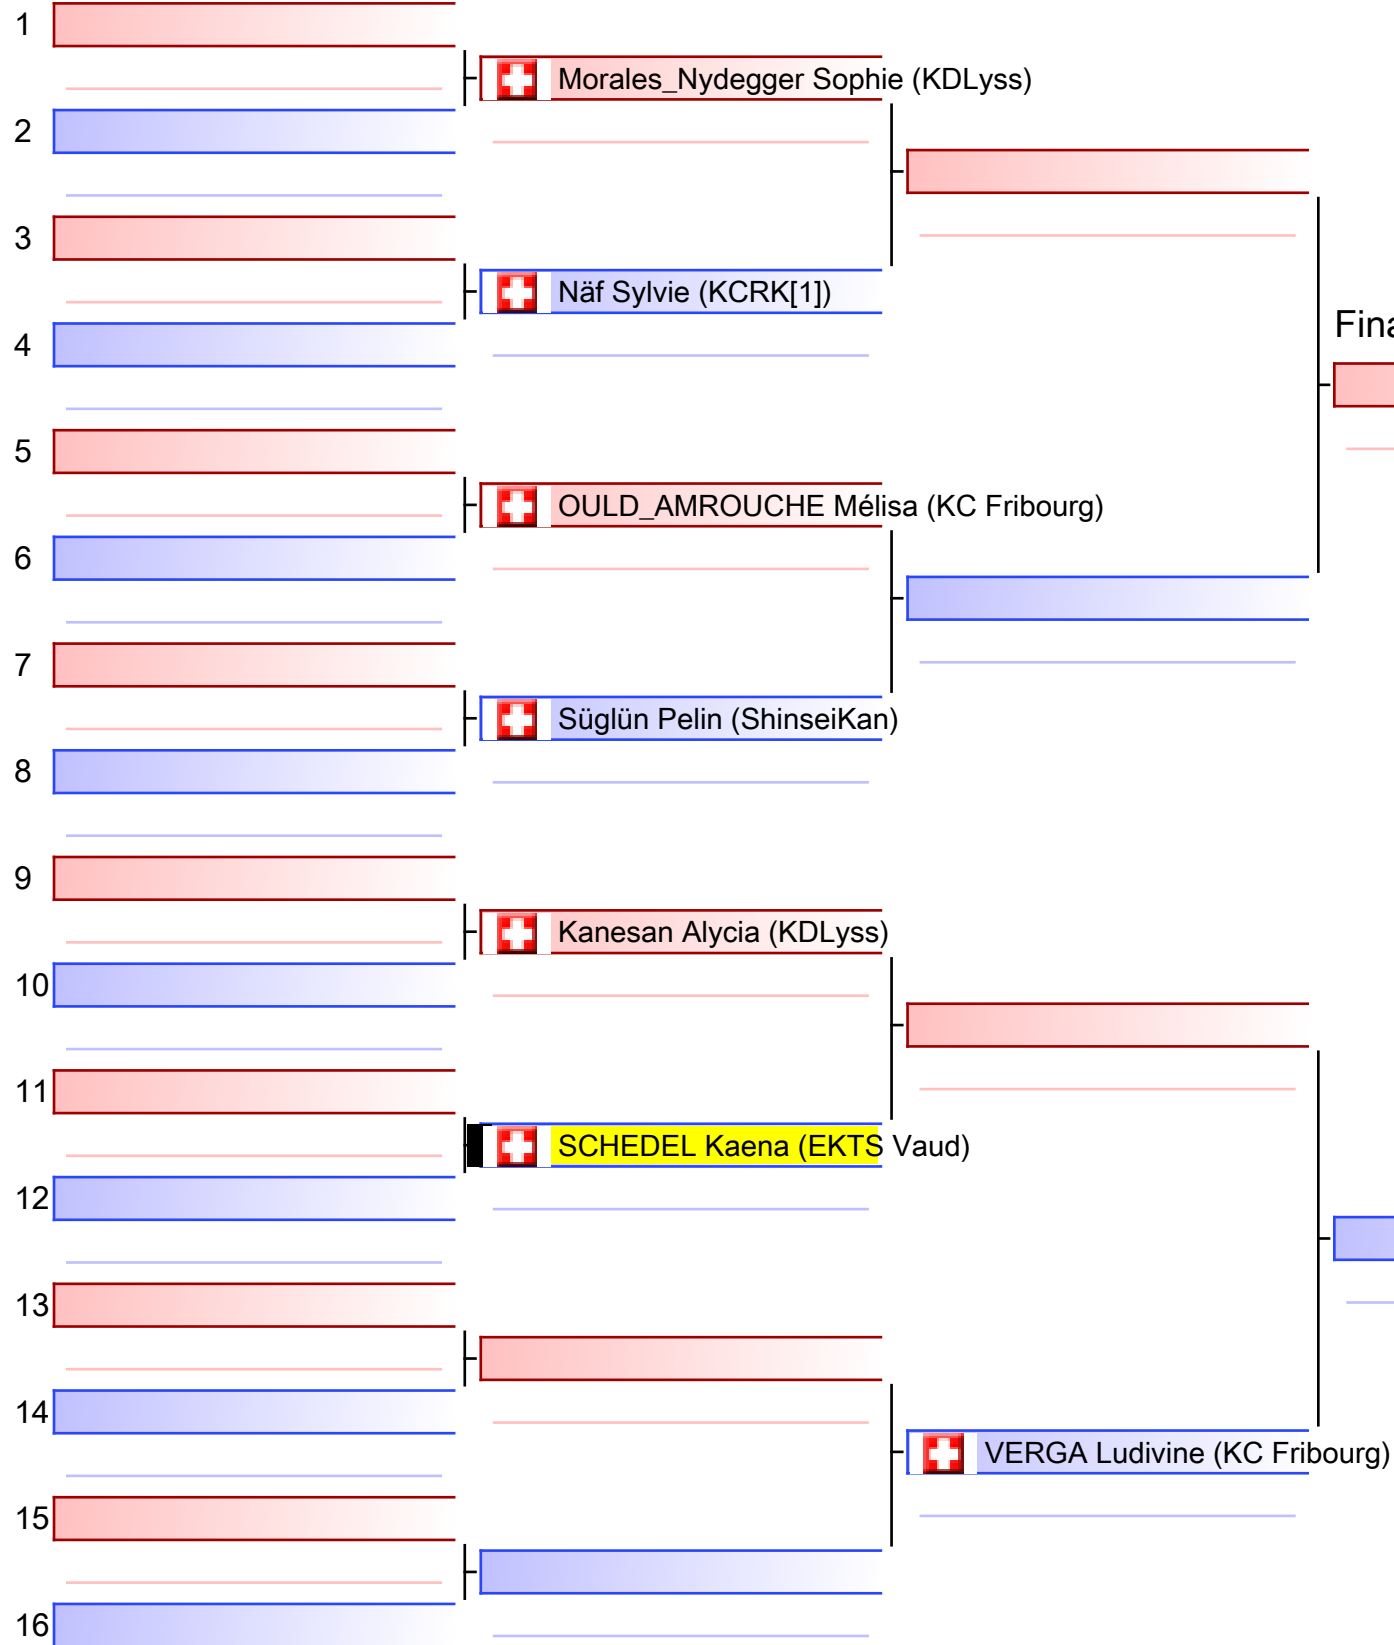 1
Morales_Nydegger Sophie (KDLyss)
2
3
Näf Sylvie (KCRK[1])
4
Fina
5
OULD_AMROUCHE Mélisa (KC Fribourg)
6
7
Süglün Pelin (ShinseiKan)
8
9
Kanesan Alycia (KDLyss)
10
11
SCHEDEL Kaena (EKTS Vaud)
12
13
14
VERGA Ludivine (KC Fribourg)
15
16